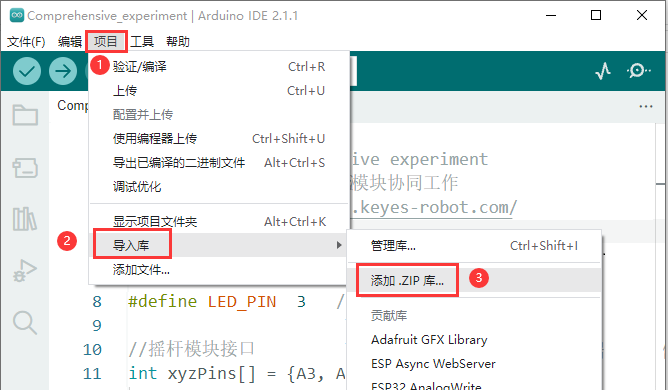 Comprehensive_experiment | Arduino IDE 2.1.1
文件(F) 编辑 项目 工具 帮助
1
验证/编译 Ctrl+R
上传 Ctrl+U
配置并上传
使用编程器上传 Ctrl+Shift+U
导出已编译的二进制文件 Alt+Ctrl+S
调试优化
显示项目文件夹 Alt+Ctrl+K
2
导入库
添加文件...
Comp
ive experiment
模块协同工作
.keyes-robot.com/
管理库... Ctrl+Shift+I
添加 .ZIP 库...
3
贡献库
Adafruit GFX Library
ESP Async WebServer
ESP32 AnalogWrite
8 #define LED_PIN 3 /
9
10 //摇杆模块接口
11 int xyzPins[] = {A3, A